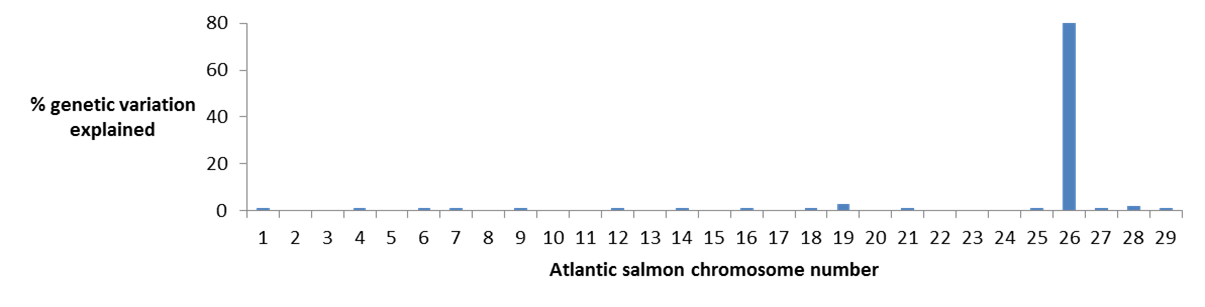 80
60
% genetic variation
explained
40
20
0
1 2 3 4 5 6 7 8 9 10 11 12 13 14 15 16 17 18 19 20 21 22 23 24 25 26 27 28 29
Atlantic salmon chromosome number